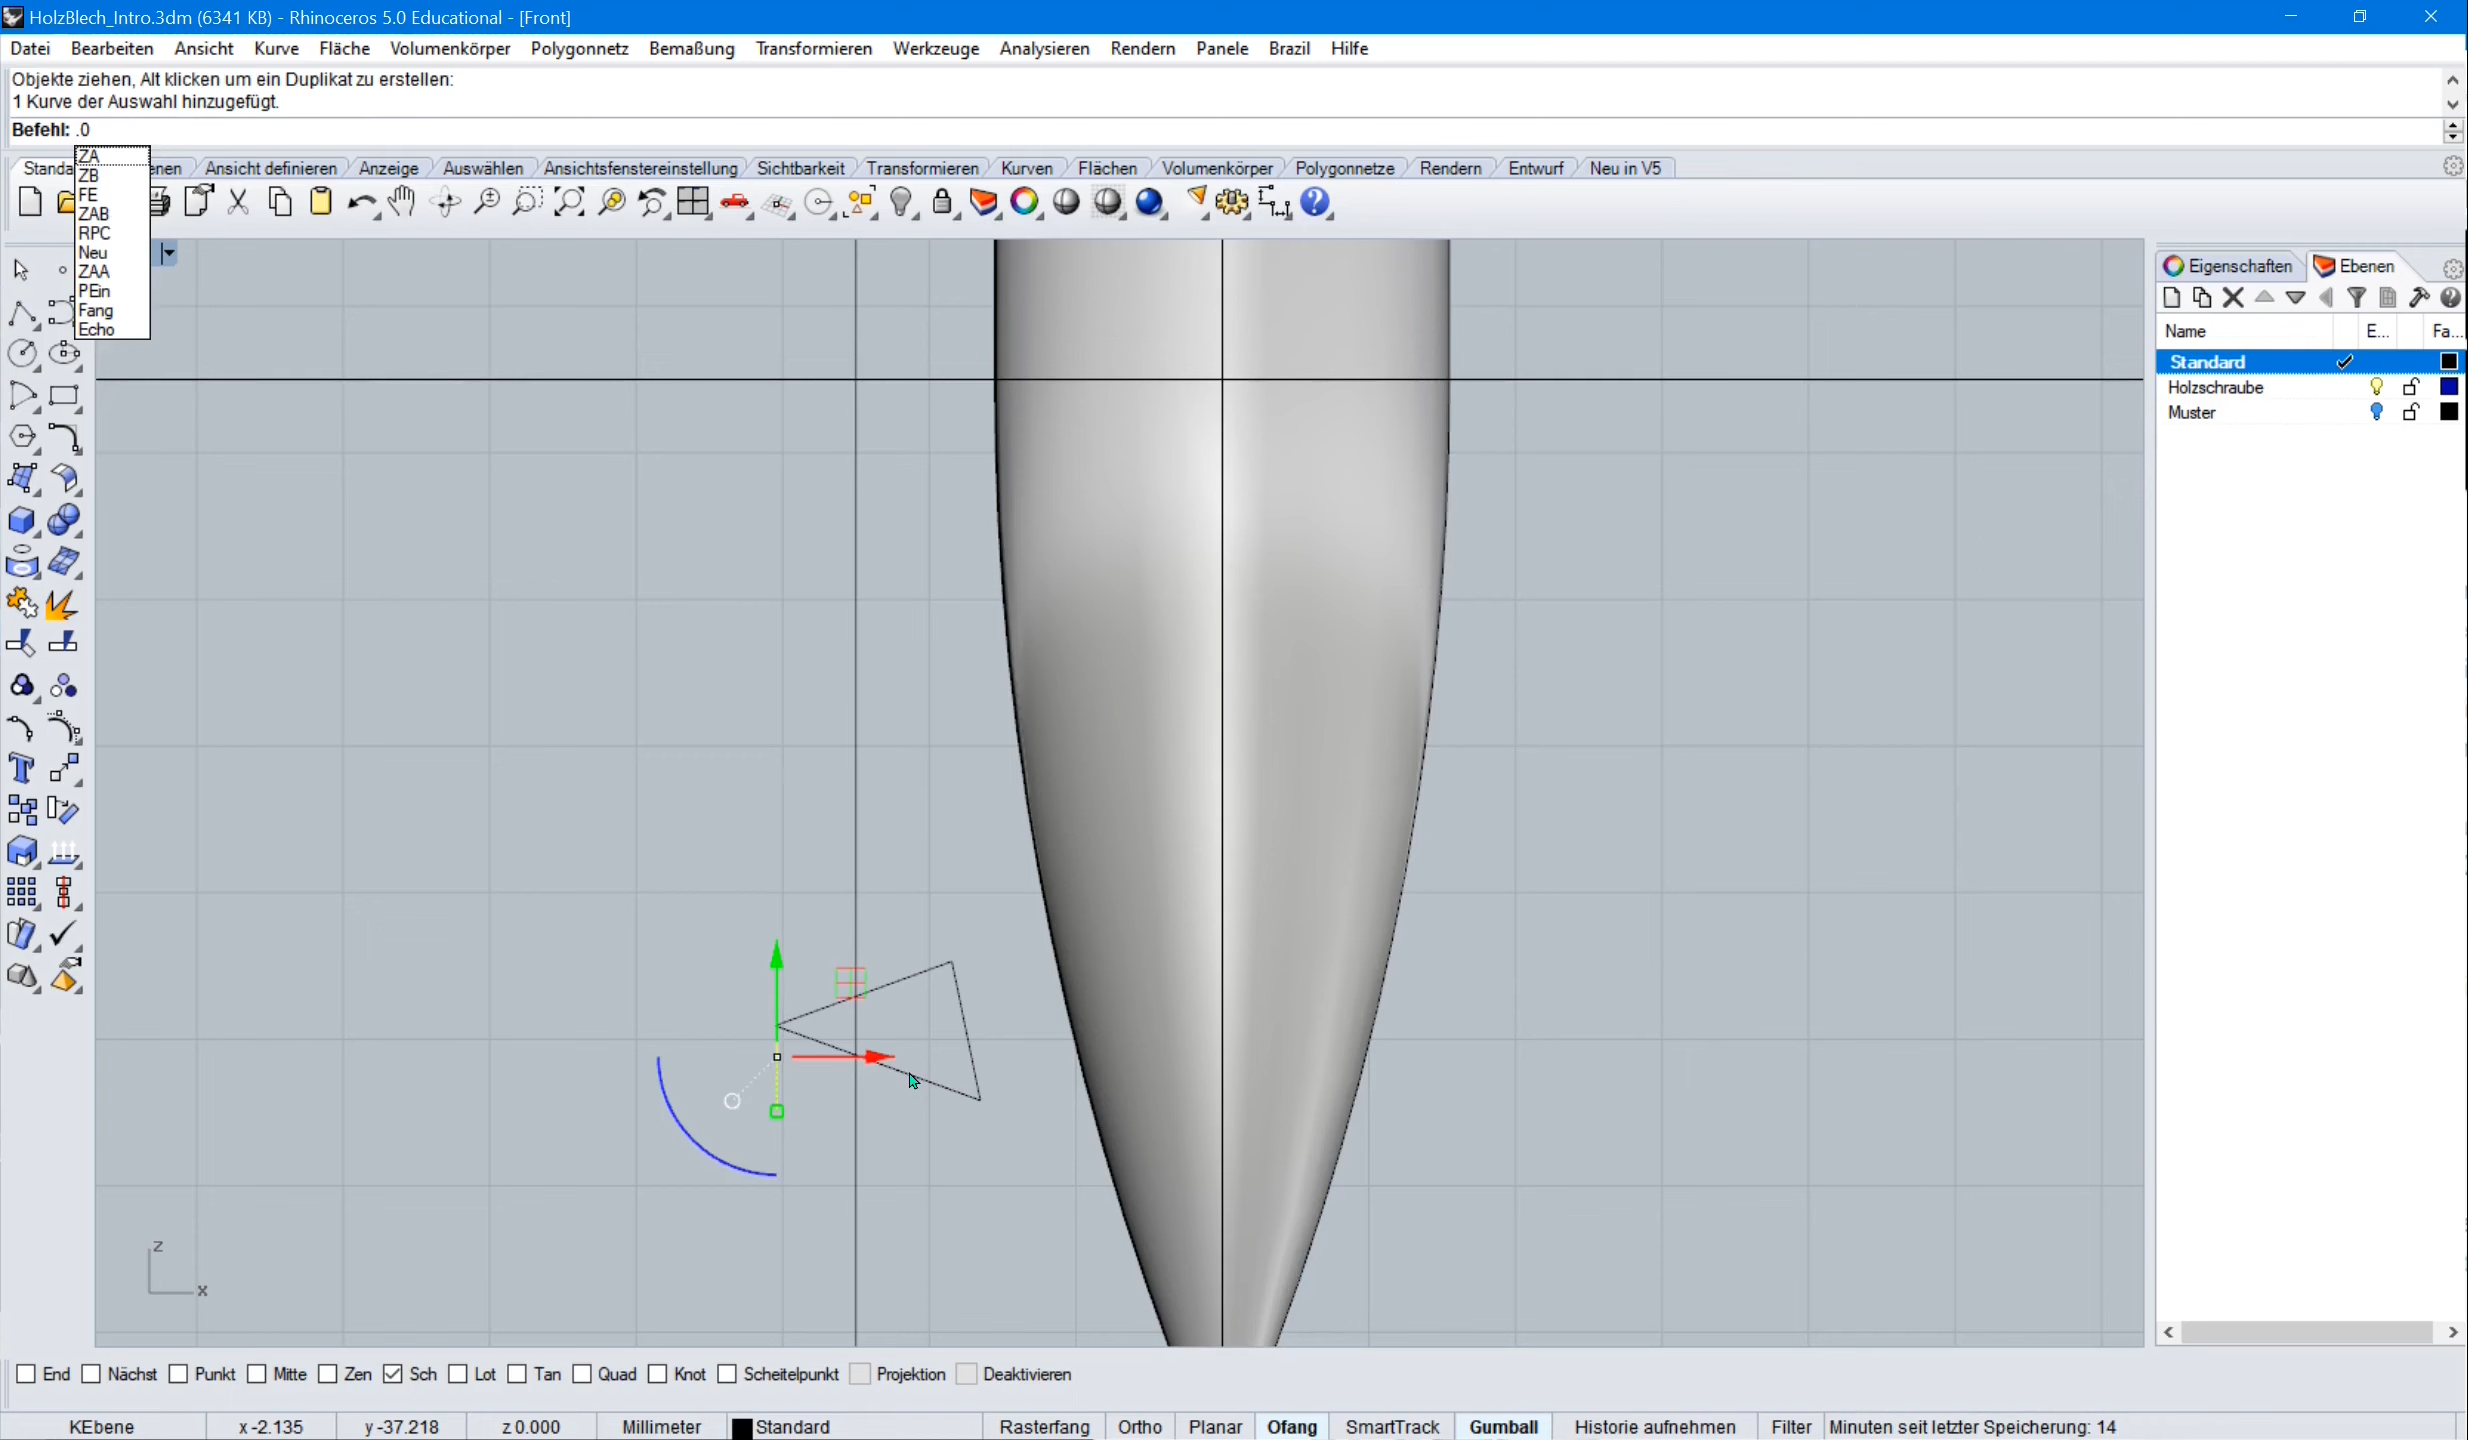 HolzBlech_Intro.3dm (6341 KB) - Rhinoceros 5.0 Educational - [Front]
Datei Bearbeiten Ansicht Kurve Fläche Volumenkörper Polygonnetz Bemaßung Transformieren Werkzeuge Analysieren Rendern Panele Brazil Hilfe
Objekte ziehen, Alt klicken um ein Duplikat zu erstellen:
1 Kurve der Auswahl hinzugefügt.
Befehl: .0
ZA
ZB
FE
ZAB
RPC
Neu
ZAA
PEin
Fang
Echo
Standa enen Ansicht definieren Anzeige Auswählen Ansichtsfenstereinstellung Sichtbarkeit Transformieren Kurven Flächen Volumenkörper Polygonnetze Rendern Entwurf Neu in V5
Eigenschaften Ebenen
Name E... Fa...
Standard
Holzschraube
Muster
z
x
End Nächst Punkt Mitte Zen Sch Lot Tan Quad Knot Scheitelpunkt Projektion Deaktivieren
KEbene x -2.135 y -37.218 z 0.000 Millimeter Standard Rasterfang Ortho Planar Ofang SmartTrack Gumball Historie aufnehmen Filter Minuten seit letzter Speicherung: 14